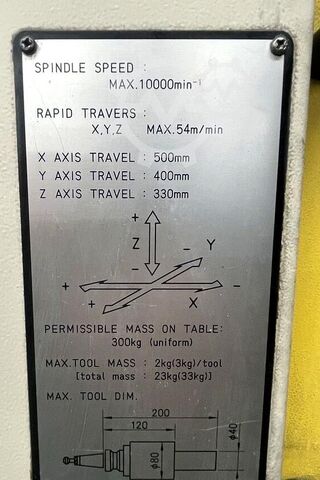 SPINDLE SPEED :
MAX.10000min⁻¹
RAPID TRAVERS :
X,Y,Z MAX.54m/min
X AXIS TRAVEL : 500mm
Y AXIS TRAVEL : 400mm
Z AXIS TRAVEL : 330mm
+
Z
- - Y
+ -
+ X
PERMISSIBLE MASS ON TABLE:
300kg (uniform)
MAX.TOOL MASS : 2kg(3kg)/tool
[total mass : 23kg(33kg)]
MAX. TOOL DIM.
200
120
φ80
φ40